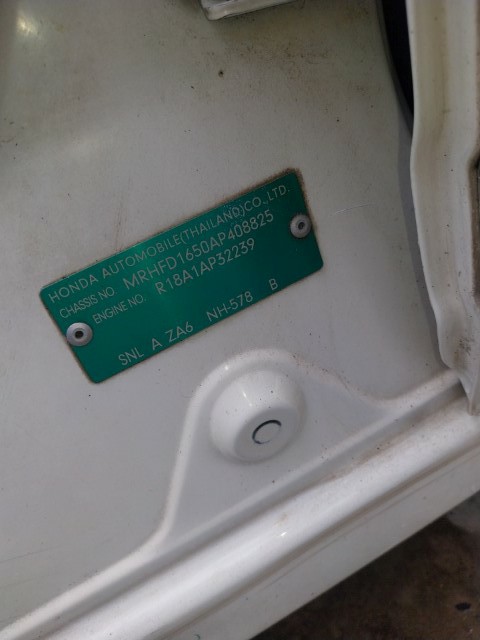 HONDA AUTOMOBILE(THAILAND)CO.,LTD.
CHASSIS NO. MRHFD1650AP408825
ENGINE NO. R18A1AP32239
SNL A ZA6 NH-578 B